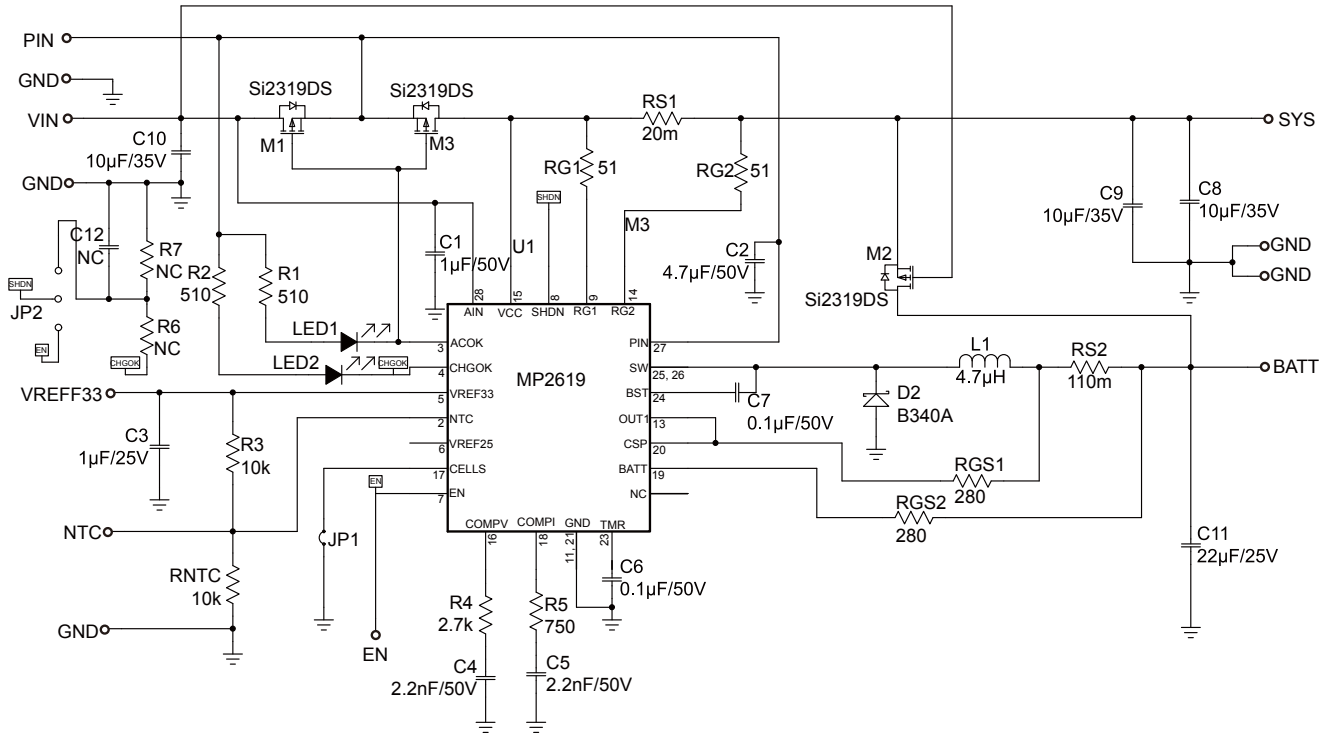 PIN
GND
VIN
GND
Si2319DS
M1
Si2319DS
M3
RS1
20m
SYS
C10
10μF/35V
RG1
51
RG2
51
SHDN
M3
C9
10μF/35V
C8
10μF/35V
GND
GND
C12
NC
R7
NC
R2
510
R1
510
C1
1μF/50V
U1
C2
4.7μF/50V
M2
Si2319DS
SHDN
JP2
EN
R6
NC
CHGOK
LED1
LED2
CHGOK
28
15
8
9
14
AIN
VCC
SHDN
RG1
RG2
MP2619
ACOK
3
CHGOK
4
VREF33
5
NTC
2
VREF25
6
CELLS
17
EN
7
PIN
27
SW
25, 26
BST
24
OUT1
13
CSP
20
BATT
19
NC
COMPV
COMPI
GND
TMR
16
18
11, 21
23
L1
4.7μH
RS2
110m
BATT
C7
0.1μF/50V
D2
B340A
RGS1
280
RGS2
280
C11
22μF/25V
VREFF33
C3
1μF/25V
R3
10k
NTC
RNTC
10k
GND
EN
JP1
EN
R4
2.7k
R5
750
C6
0.1μF/50V
C4
2.2nF/50V
C5
2.2nF/50V